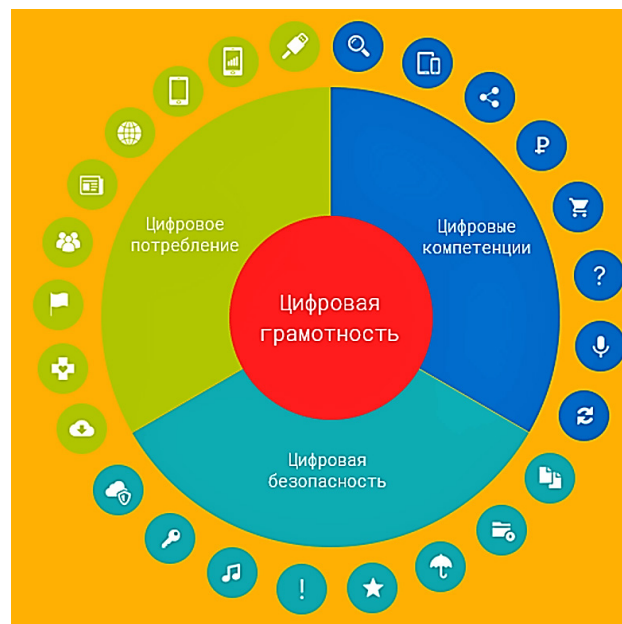 Цифровое
потребление
Цифровые
компетенции
Цифровая
грамотность
Цифровая
безопасность